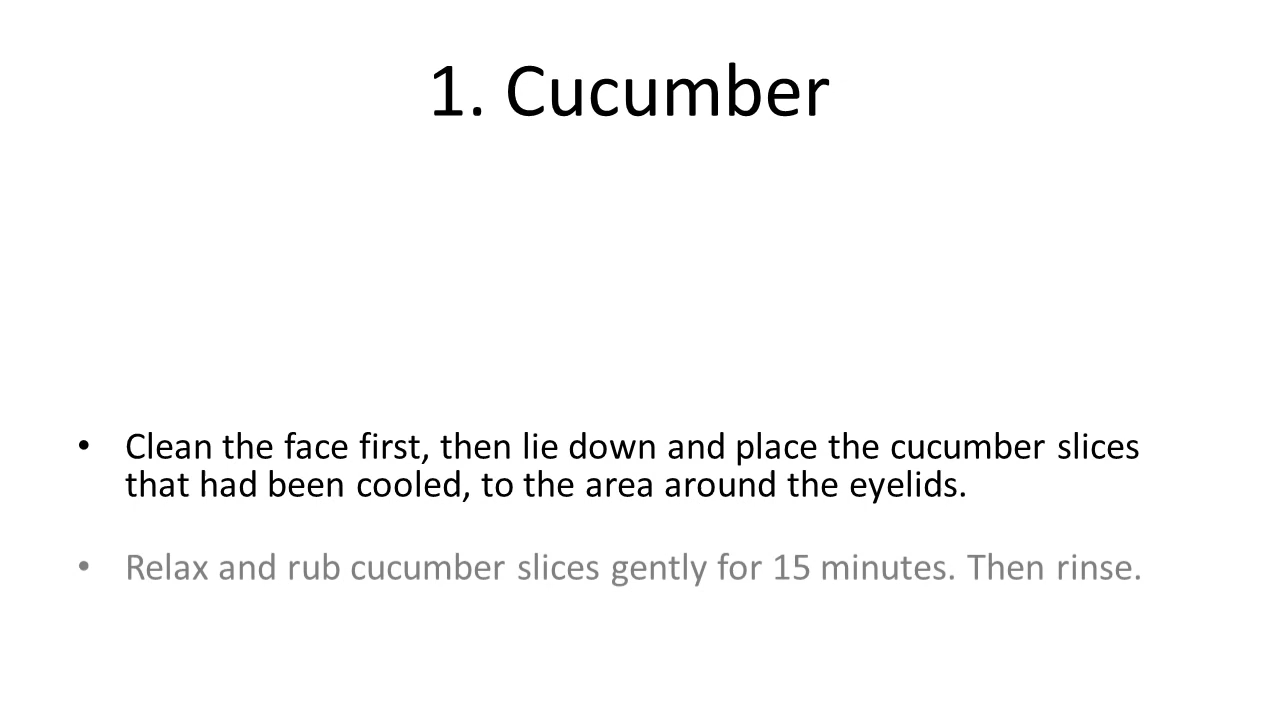 1. Cucumber
• Clean the face first, then lie down and place the cucumber slices
that had been cooled, to the area around the eyelids.
• Relax and rub cucumber slices gently for 15 minutes. Then rinse.